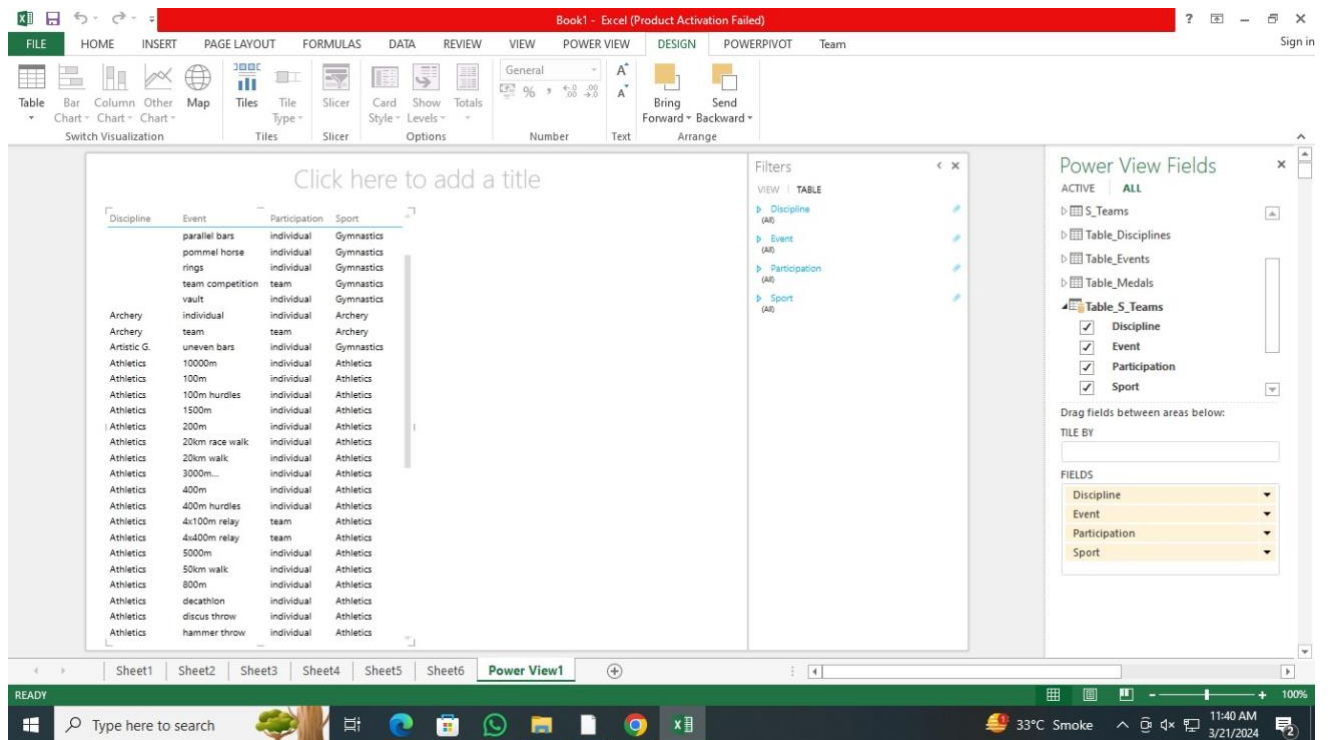 Book1 - Excel (Product Activation Failed)
FILE HOME INSERT PAGE LAYOUT FORMULAS DATA REVIEW VIEW POWER VIEW DESIGN POWERPIVOT Team Sign in
General
Table Bar Chart Column Chart Other Chart Map Tiles Tile Type Slicer Card Style Show Levels Totals Bring Forward Send Backward
Switch Visualization Tiles Slicer Options Number Text Arrange
Click here to add a title
Discipline Event Participation Sport
parallel bars individual Gymnastics
pommel horse individual Gymnastics
rings individual Gymnastics
team competition team Gymnastics
vault individual Gymnastics
Archery individual individual Archery
Archery team team Archery
Artistic G. uneven bars individual Gymnastics
Athletics 10000m individual Athletics
Athletics 100m individual Athletics
Athletics 100m hurdles individual Athletics
Athletics 1500m individual Athletics
Athletics 200m individual Athletics
Athletics 20km race walk individual Athletics
Athletics 20km walk individual Athletics
Athletics 3000m... individual Athletics
Athletics 400m individual Athletics
Athletics 400m hurdles individual Athletics
Athletics 4x100m relay team Athletics
Athletics 4x400m relay team Athletics
Athletics 5000m individual Athletics
Athletics 50km walk individual Athletics
Athletics 800m individual Athletics
Athletics decathlon individual Athletics
Athletics discus throw individual Athletics
Athletics hammer throw individual Athletics
Filters
VIEW TABLE
Discipline
(All)
Event
(All)
Participation
(All)
Sport
(All)
Power View Fields
ACTIVE ALL
S_Teams
Table_Disciplines
Table_Events
Table_Medals
Table_S_Teams
Discipline
Event
Participation
Sport
Drag fields between areas below:
TILE BY
FIELDS
Discipline
Event
Participation
Sport
Sheet1 Sheet2 Sheet3 Sheet4 Sheet5 Sheet6 Power View1
READY 100%
Type here to search 33°C Smoke 11:40 AM
3/21/2024